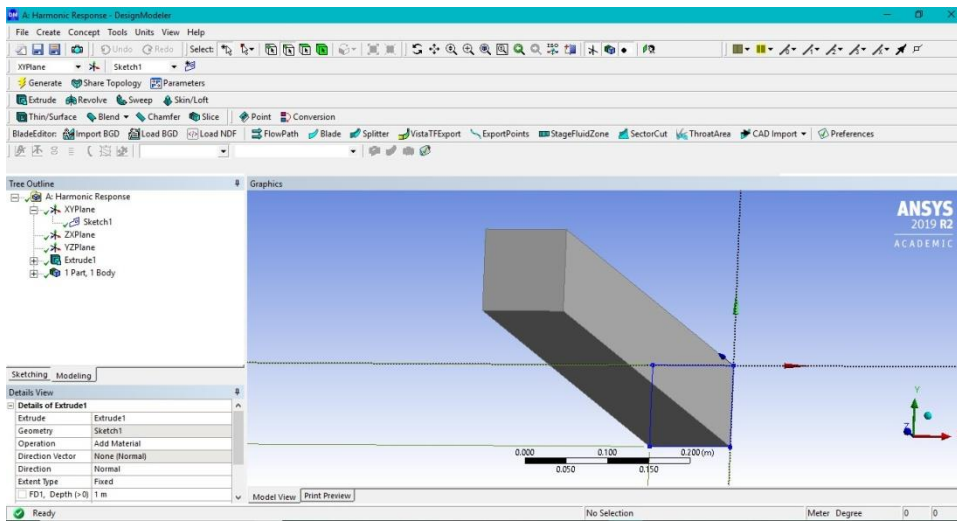 DM A: Harmonic Response - DesignModeler
File Create Concept Tools Units View Help
Undo Redo Select:
XYPlane Sketch1
Generate Share Topology Parameters
Extrude Revolve Sweep Skin/Loft
Thin/Surface Blend Chamfer Slice Point Conversion
BladeEditor: Import BGD Load BGD Load NDF FlowPath Blade Splitter VistaTFExport ExportPoints StageFluidZone SectorCut ThroatArea CAD Import Preferences
Tree Outline
A: Harmonic Response
XYPlane
Sketch1
ZXPlane
YZPlane
Extrude1
1 Part, 1 Body
Sketching Modeling
Details View
Details of Extrude1
Extrude Extrude1
Geometry Sketch1
Operation Add Material
Direction Vector None (Normal)
Direction Normal
Extent Type Fixed
FD1, Depth (>0) 1 m
Graphics
ANSYS
2019 R2
ACADEMIC
Y
Z
0.000 0.100 0.200 (m)
0.050 0.150
Model View Print Preview
Ready No Selection Meter Degree 0 0